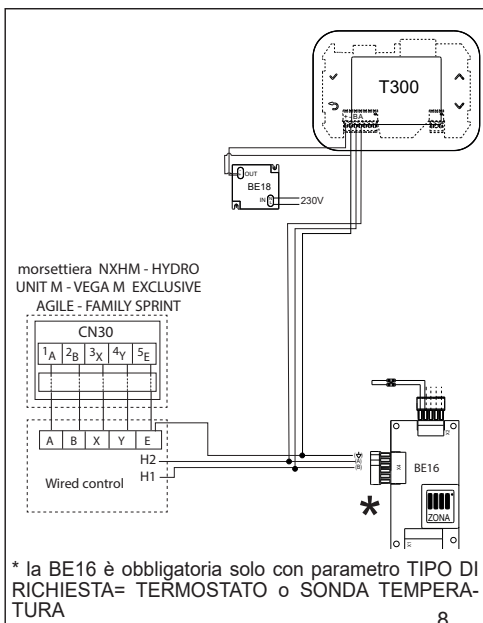 T300
- + B A
OUT
BE18
IN
230V
morsettiera NXHM - HYDRO
UNIT M - VEGA M EXCLUSIVE
AGILE - FAMILY SPRINT
CN30
1A 2B 3X 4Y 5E
A B X Y E
H2
H1
Wired control
(A)
(B)
X4
BE16
ZONA
*
* la BE16 è obbligatoria solo con parametro TIPO DI
RICHIESTA= TERMOSTATO o SONDA TEMPERA-
TURA
8